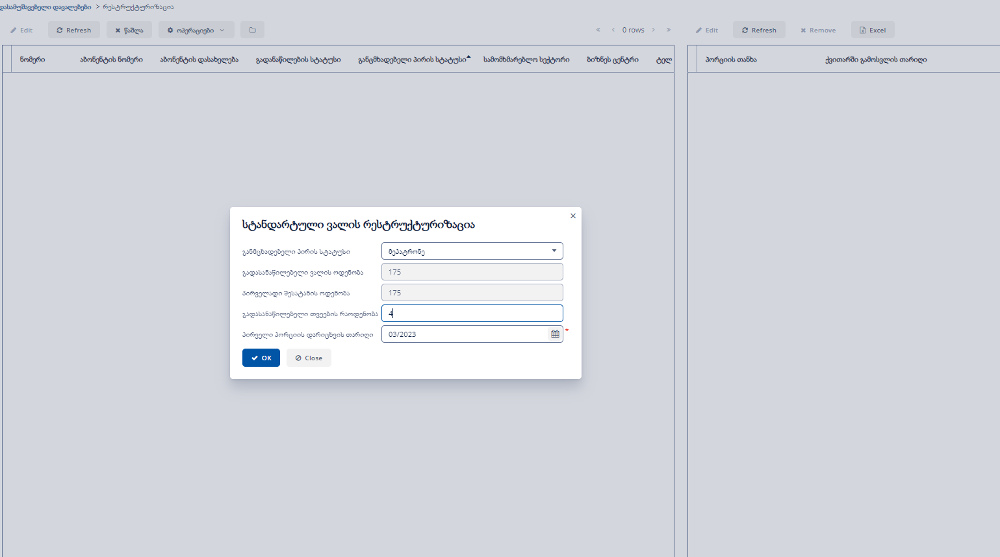 დასამუშავებელი დავალებები > რესტრუქტურიზაცია
Edit Refresh წაშლა ოპერაციები « ‹ 0 rows › » Edit Refresh Remove Excel
ნომერი აბონენტის ნომერი აბონენტის დასახელება გადანაწილების სტატუსი განცმხადებელი პირის სტატუსი სამომხმარებლო სექტორი ბიზნეს ცენტრი ტელ პორციის თანხა ქვითარში გამოსვლის თარიღი
სტანდარტული ვალის რესტრუქტურიზაცია
განმცხადებელი პირის სტატუსი მეპატრონე
გადასანაწილებელი ვალის ოდენობა 175
პირველადი შესატანის ოდენობა 175
გადასანაწილებელი თვეების რაოდენობა 4
პირველი პორციის დარიცხვის თარიღი 03/2023 *
OK Close